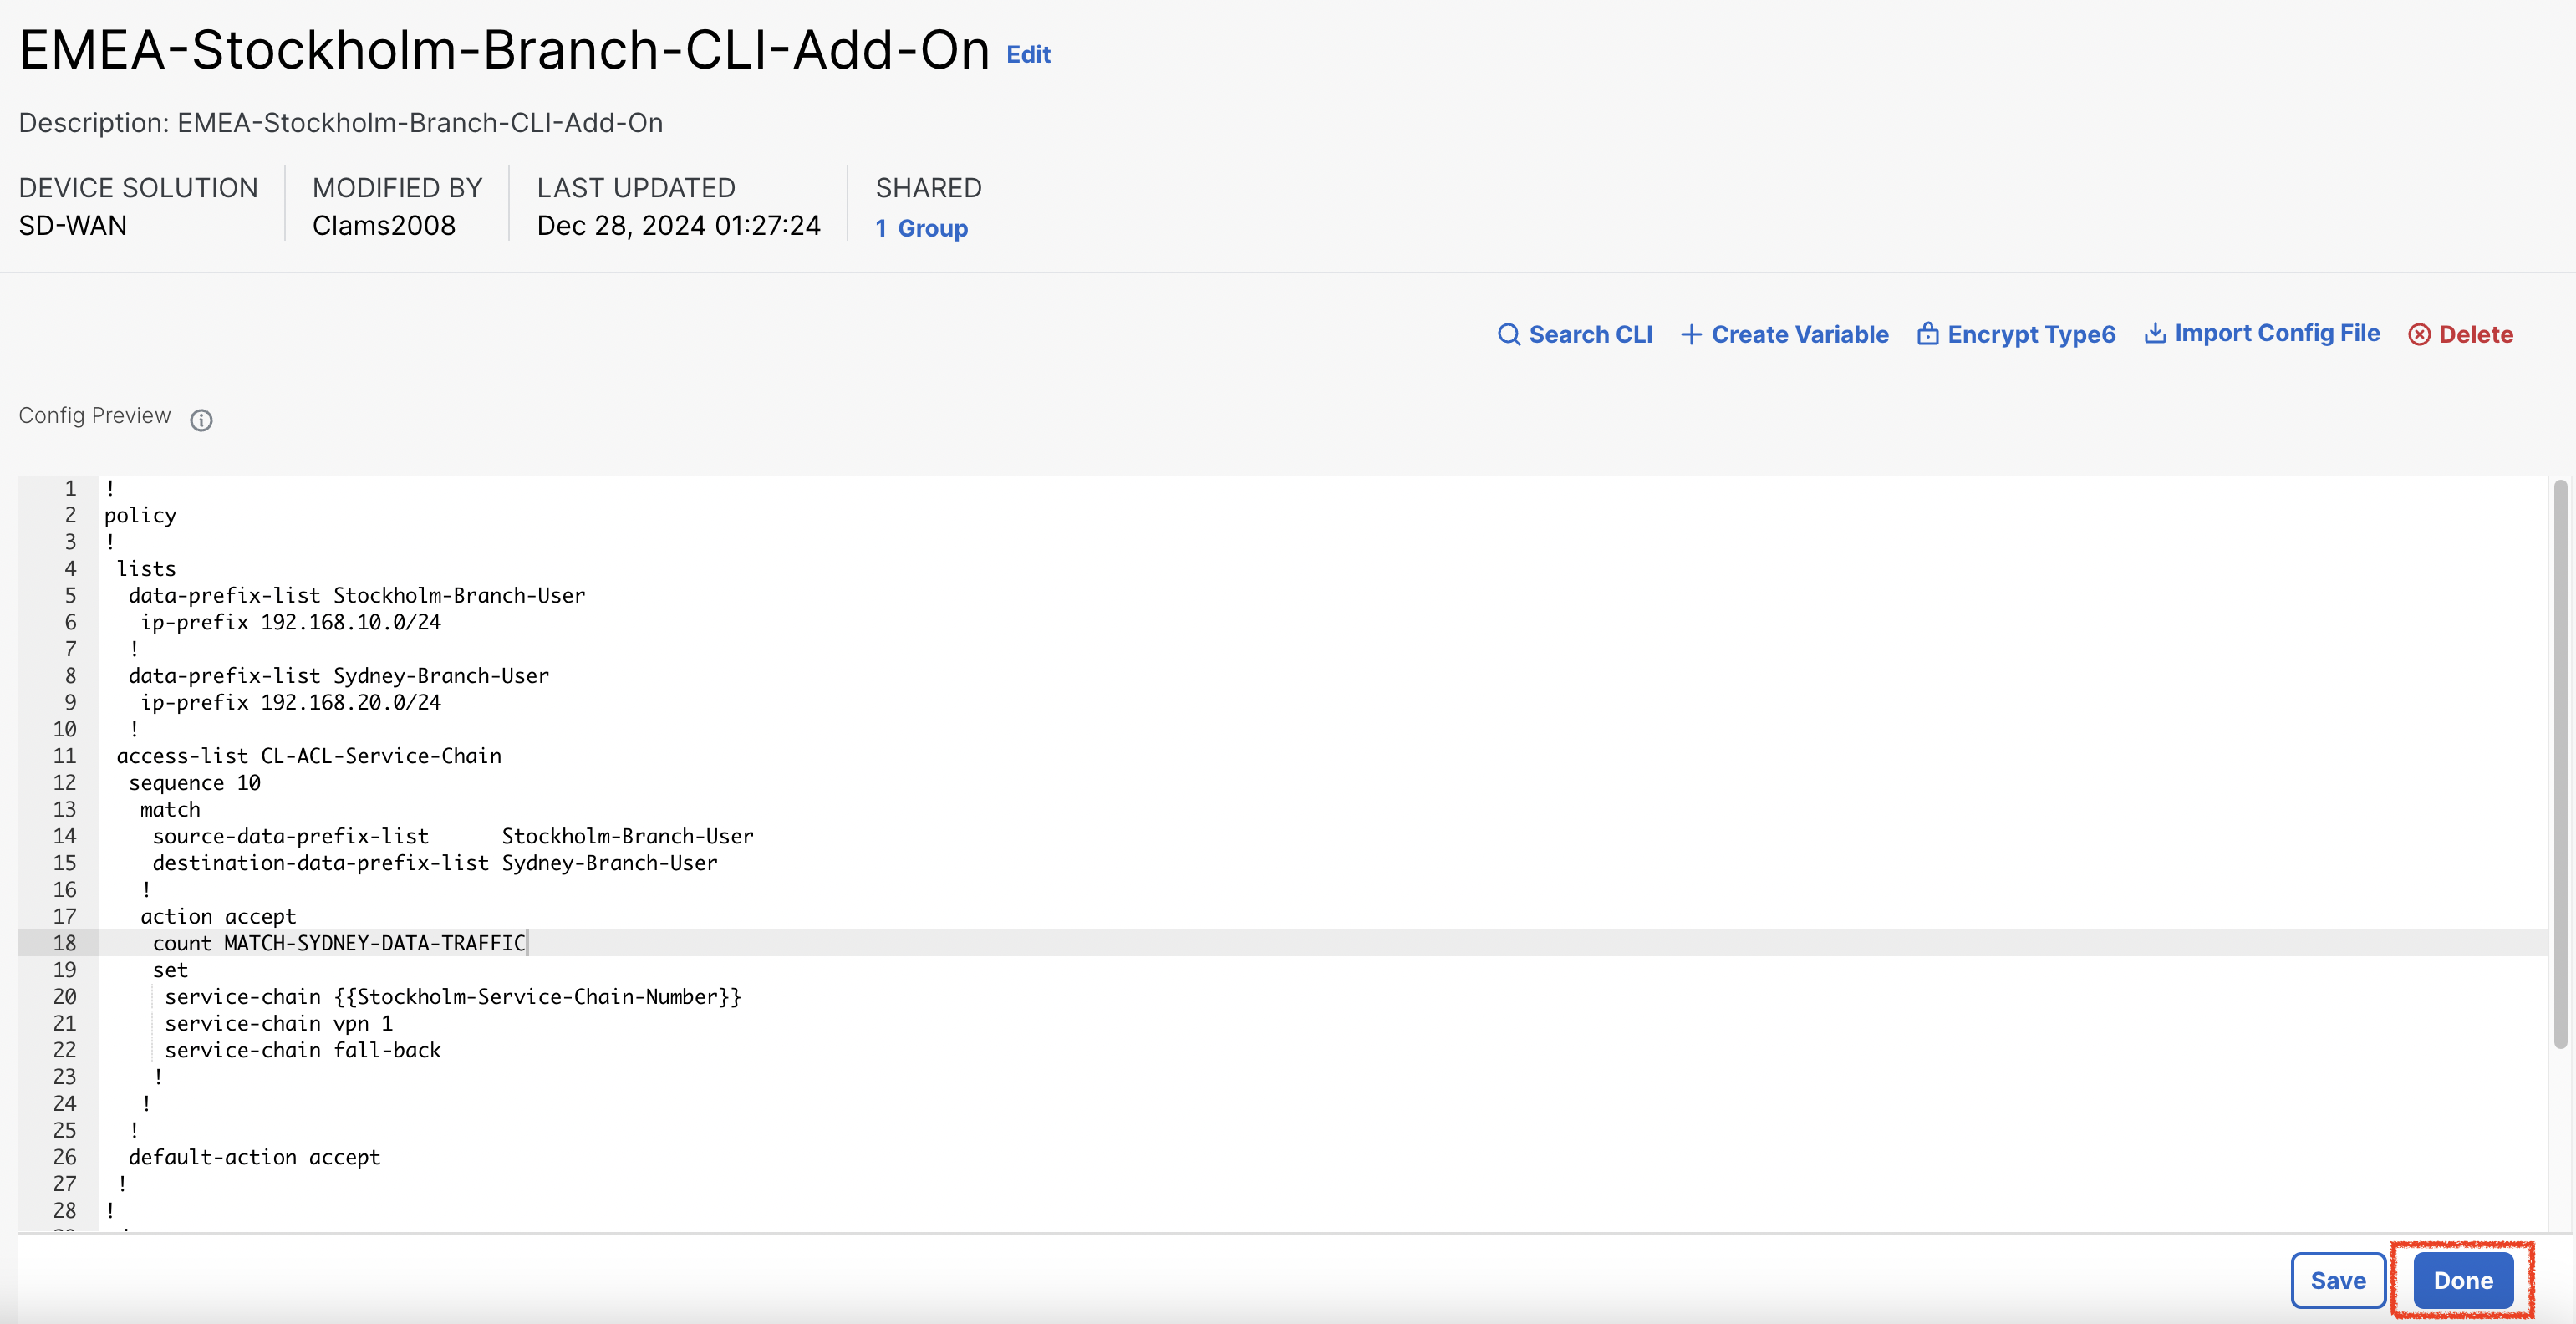 EMEA-Stockholm-Branch-CLI-Add-On Edit
Description: EMEA-Stockholm-Branch-CLI-Add-On
DEVICE SOLUTION MODIFIED BY LAST UPDATED SHARED
SD-WAN Clams2008 Dec 28, 2024 01:27:24 1 Group
Search CLI Create Variable Encrypt Type6 Import Config File Delete
Config Preview
1 !
2 policy
3 !
4 lists
5 data-prefix-list Stockholm-Branch-User
6 ip-prefix 192.168.10.0/24
7 !
8 data-prefix-list Sydney-Branch-User
9 ip-prefix 192.168.20.0/24
10 !
11 access-list CL-ACL-Service-Chain
12 sequence 10
13 match
14 source-data-prefix-list Stockholm-Branch-User
15 destination-data-prefix-list Sydney-Branch-User
16 !
17 action accept
18 count MATCH-SYDNEY-DATA-TRAFFIC
19 set
20 service-chain {{Stockholm-Service-Chain-Number}}
21 service-chain vpn 1
22 service-chain fall-back
23 !
24 !
25 !
26 default-action accept
27 !
28 !
Save Done